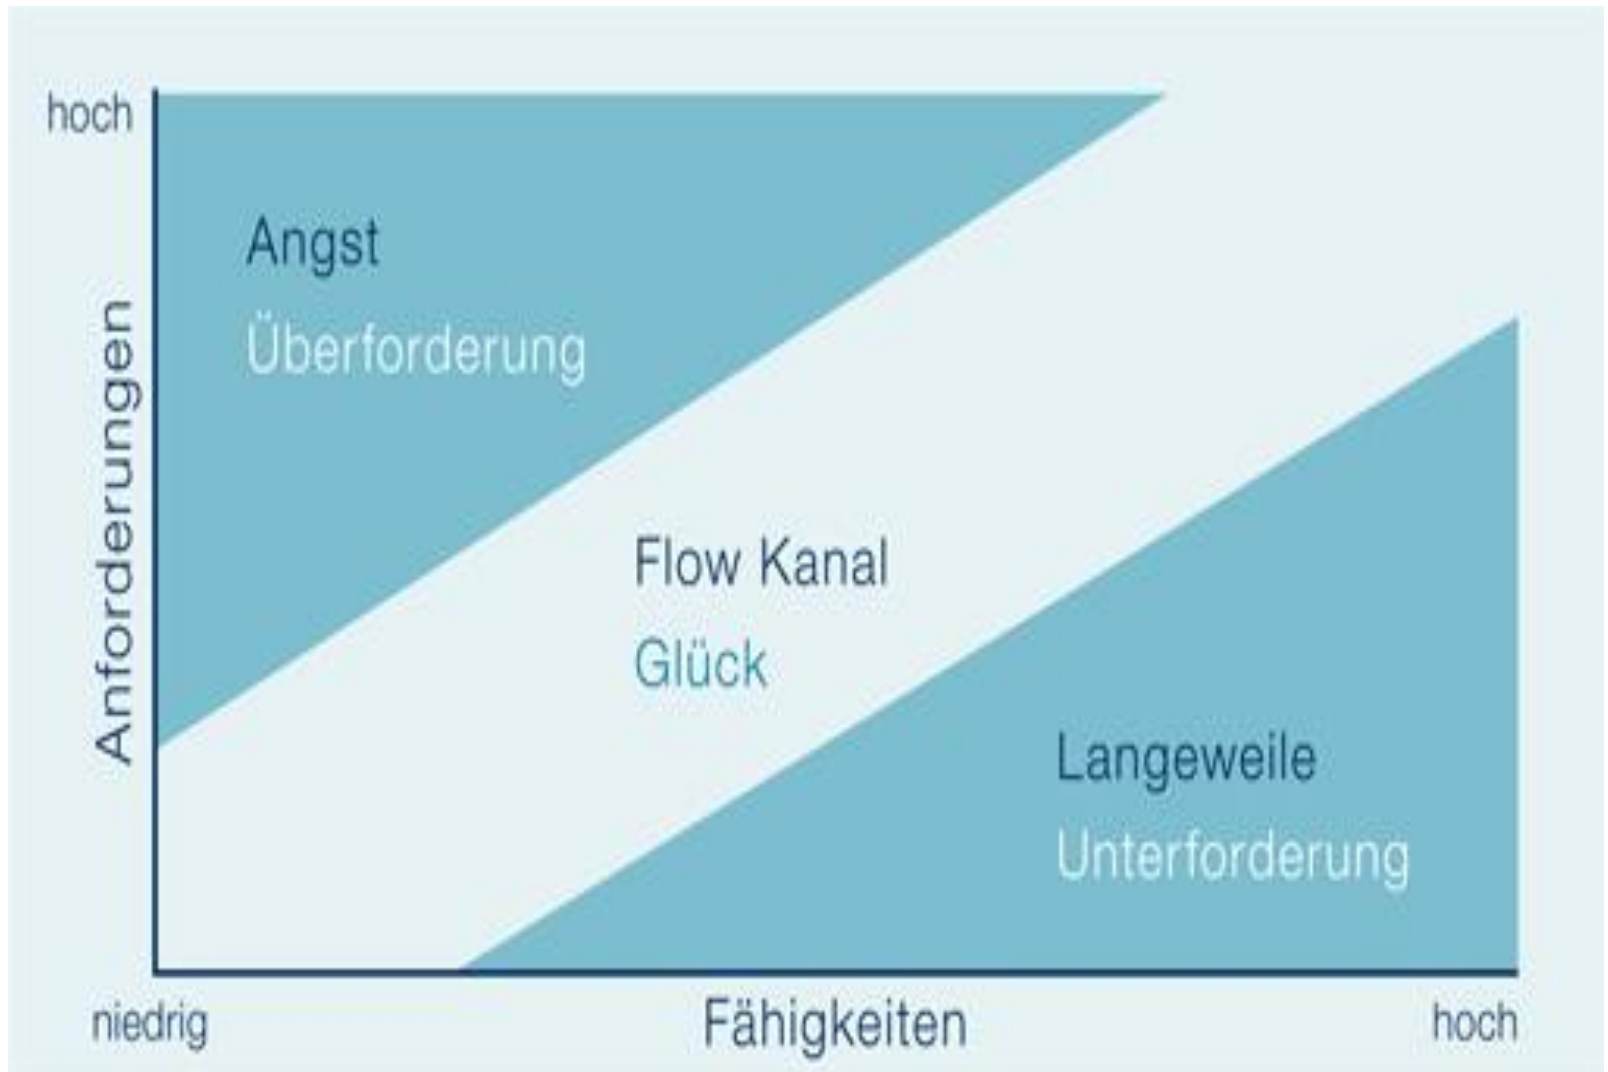 hoch
Angst
Überforderung
Anforderungen
Flow Kanal
Glück
Langeweile
Unterforderung
niedrig
Fähigkeiten
hoch